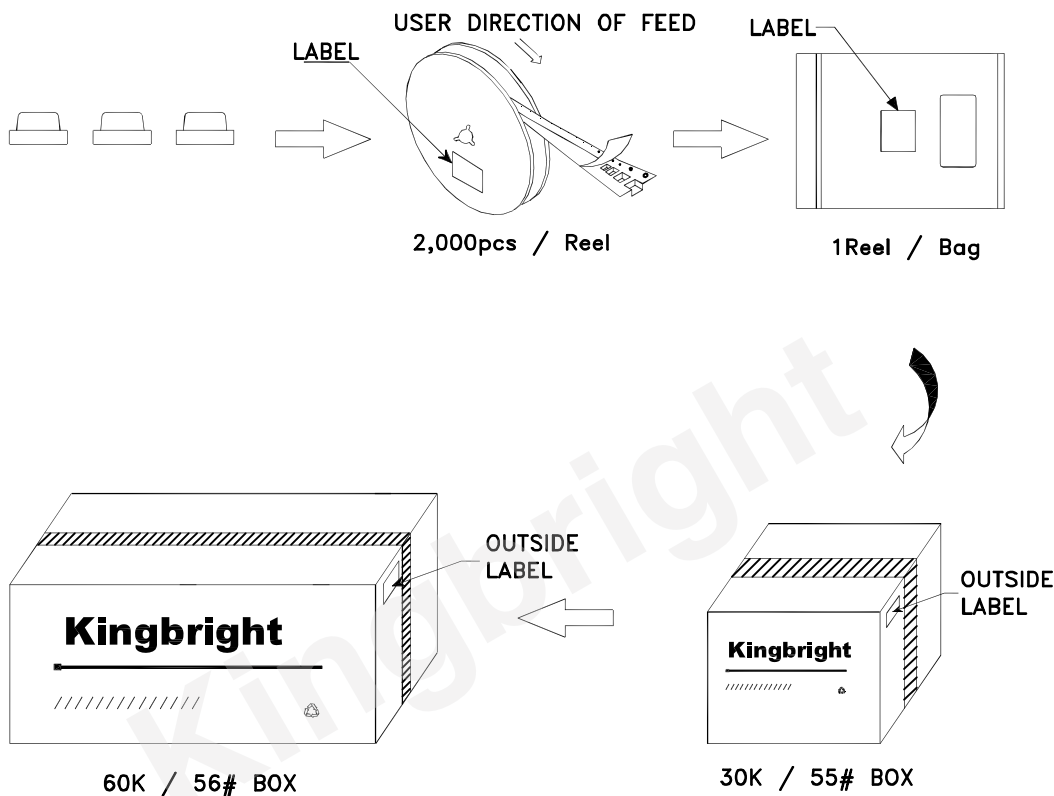 USER DIRECTION OF FEED
LABEL
LABEL
2,000pcs / Reel
1Reel / Bag
OUTSIDE
LABEL
OUTSIDE
LABEL
Kingbright
Kingbright
60K / 56# BOX
30K / 55# BOX
Kingbright